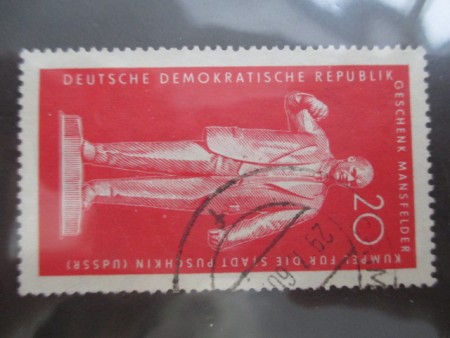 DEUTSCHE DEMOKRATISCHE REPUBLIK
GESCHENK MANSFELDER
KUMPEL FÜR DIE STADT PUSCHKIN (UdSSR)
20